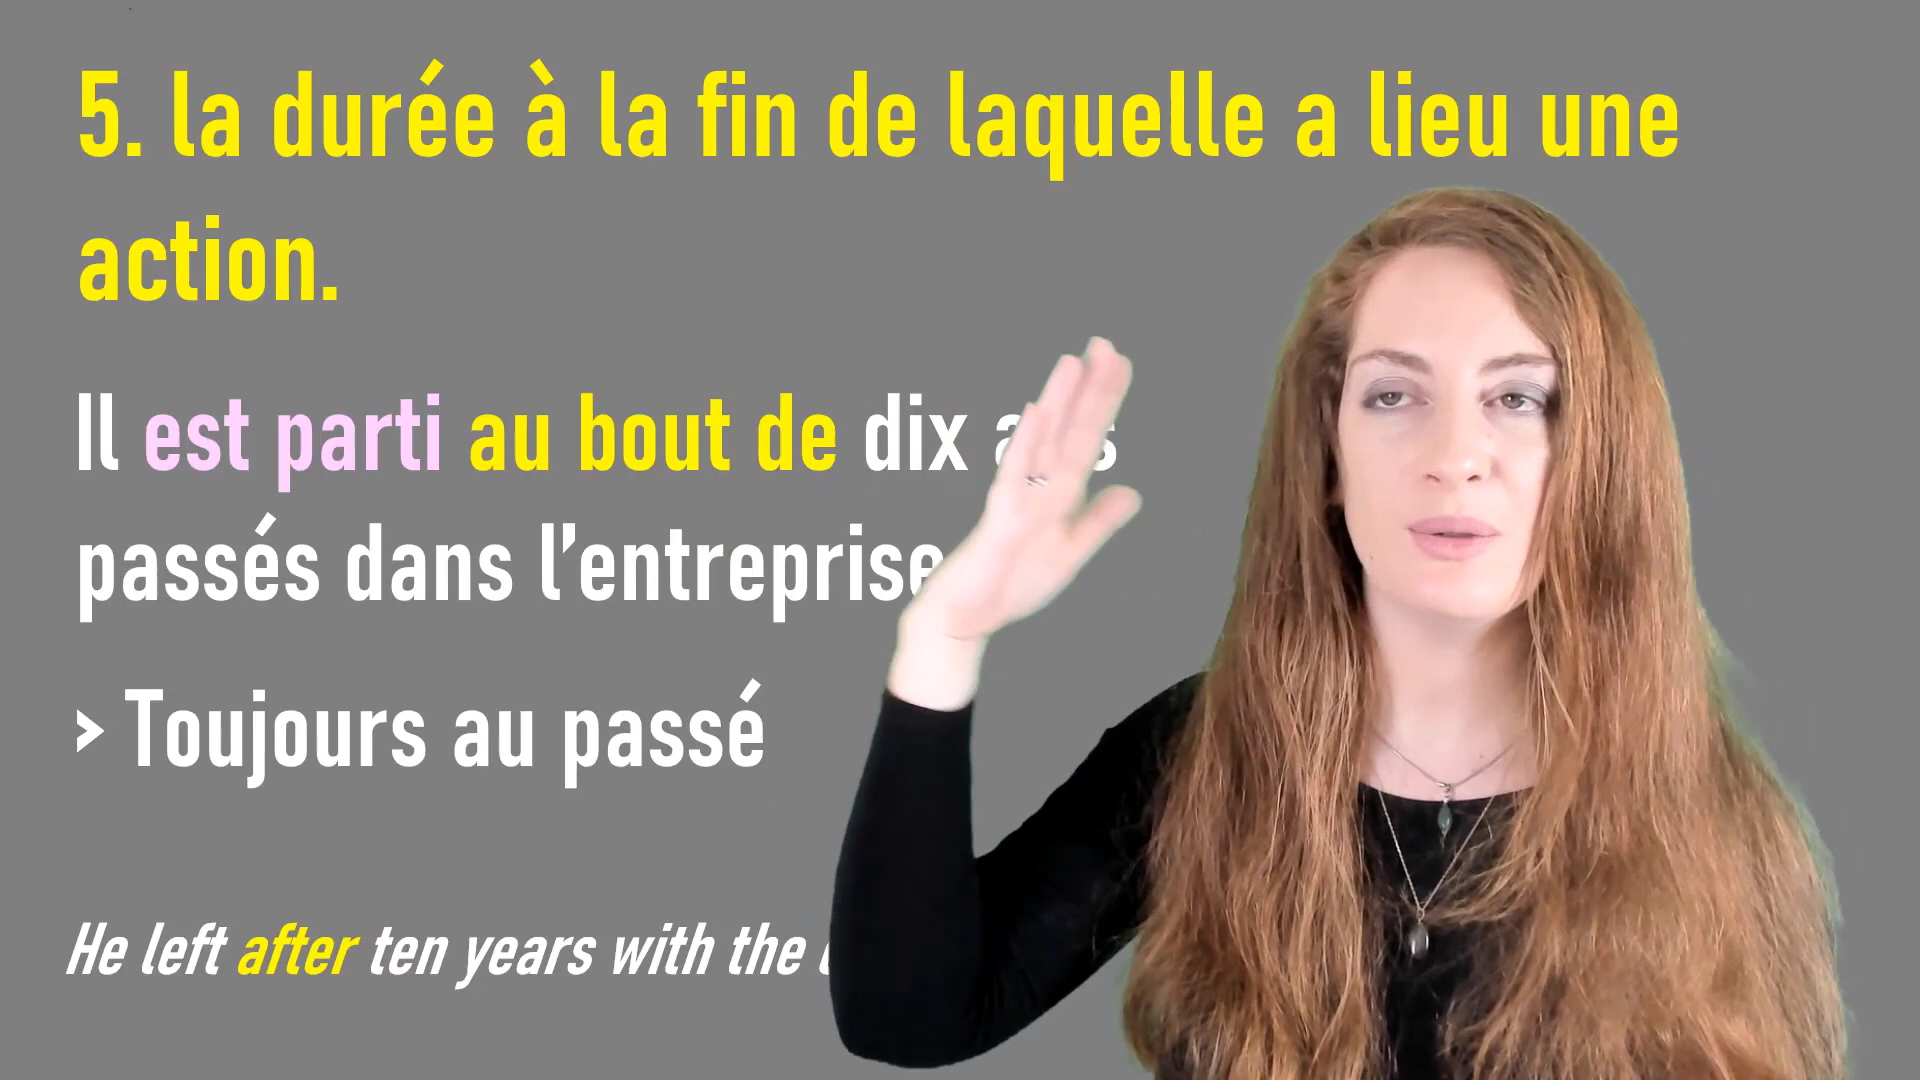 5. la durée à la fin de laquelle a lieu une
action.
Il est parti au bout de dix
passés dans l'entreprise
> Toujours au passé
He left after ten years with the